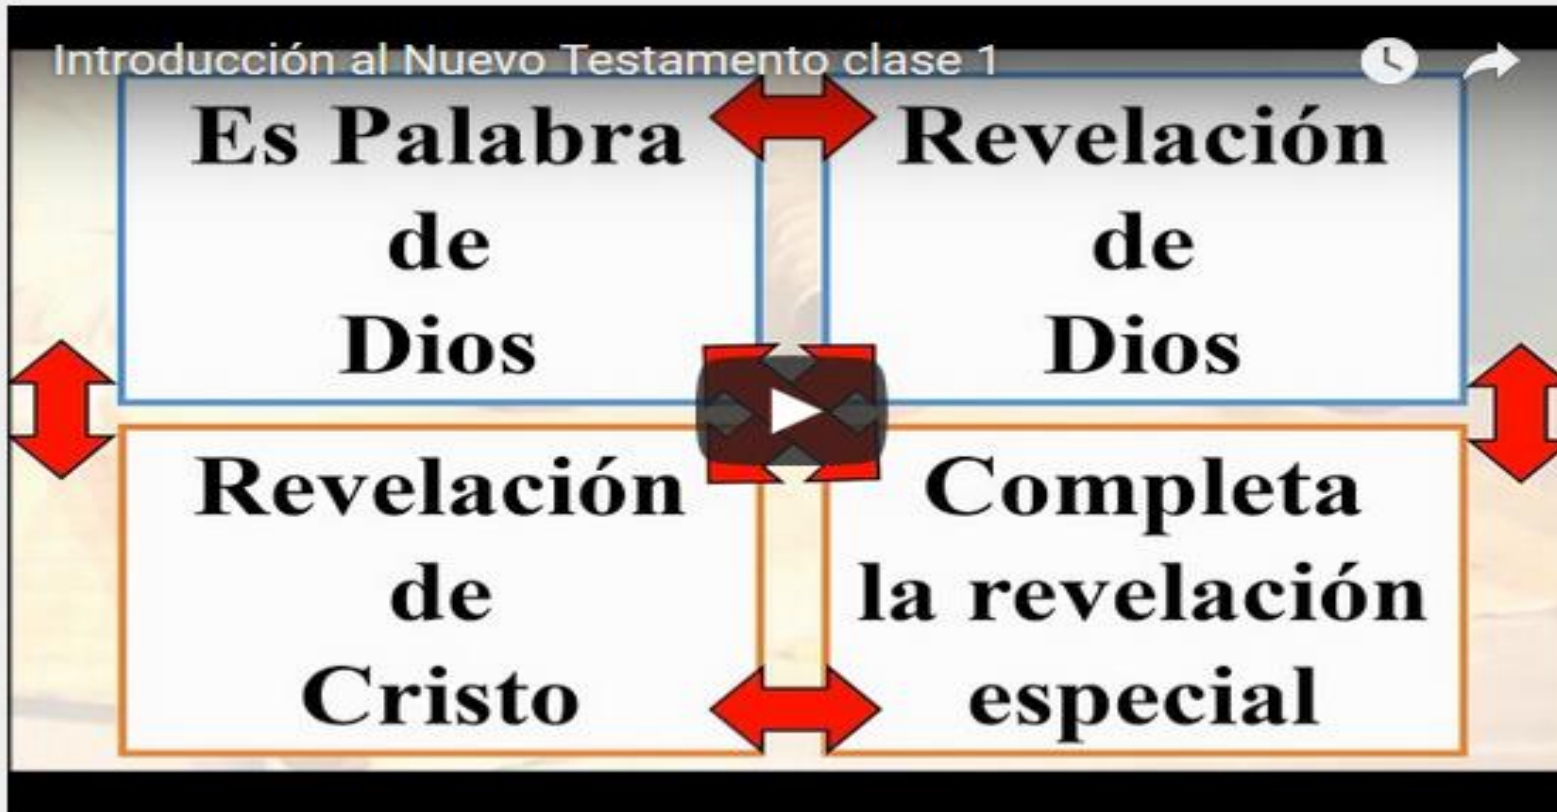 Introducción al Nuevo Testamento clase 1
Es Palabra
de
Dios
Revelación
de
Dios
Revelación
de
Cristo
Completa
la revelación
especial